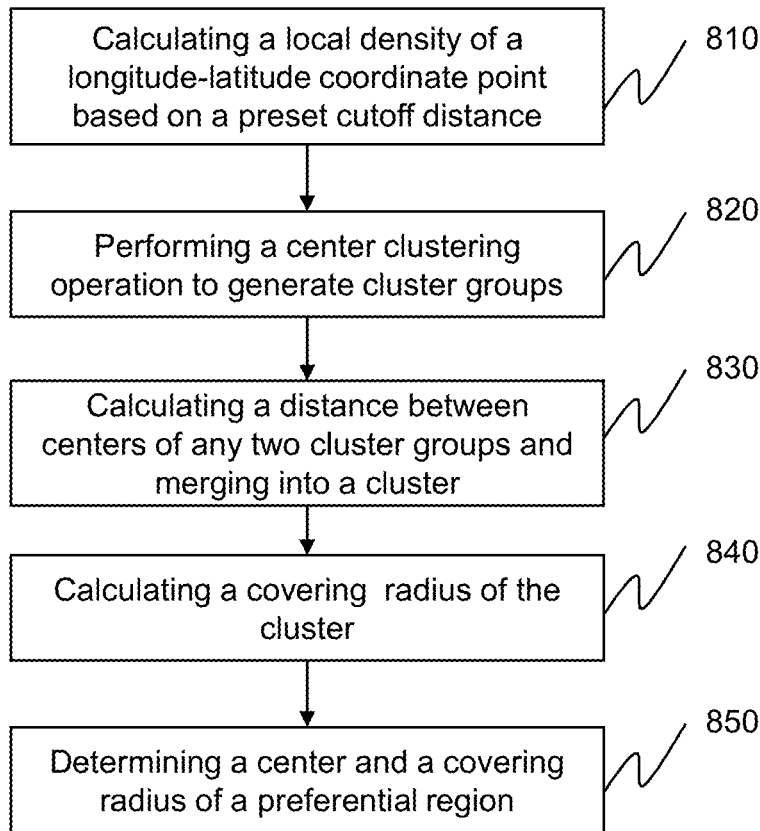 Calculating a local density of a
longitude-latitude coordinate point
based on a preset cutoff distance
810
Performing a center clustering
operation to generate cluster groups
820
Calculating a distance between
centers of any two cluster groups and
merging into a cluster
830
Calculating a covering radius of the
cluster
840
Determining a center and a covering
radius of a preferential region
850